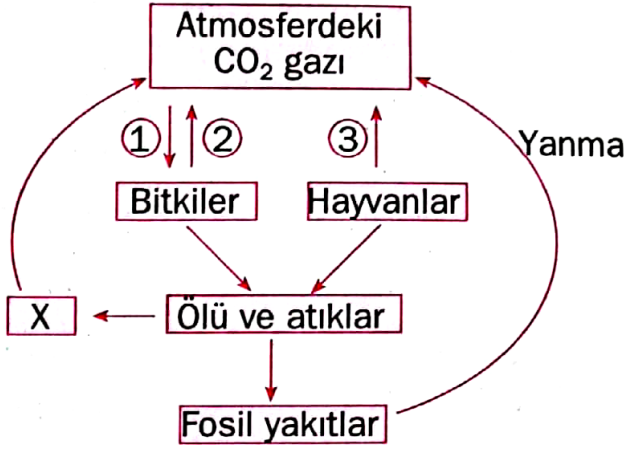 Atmosferdeki
CO₂ gazı
1
2
3
Yanma
Bitkiler
Hayvanlar
X
Ölü ve atıklar
Fosil yakıtlar